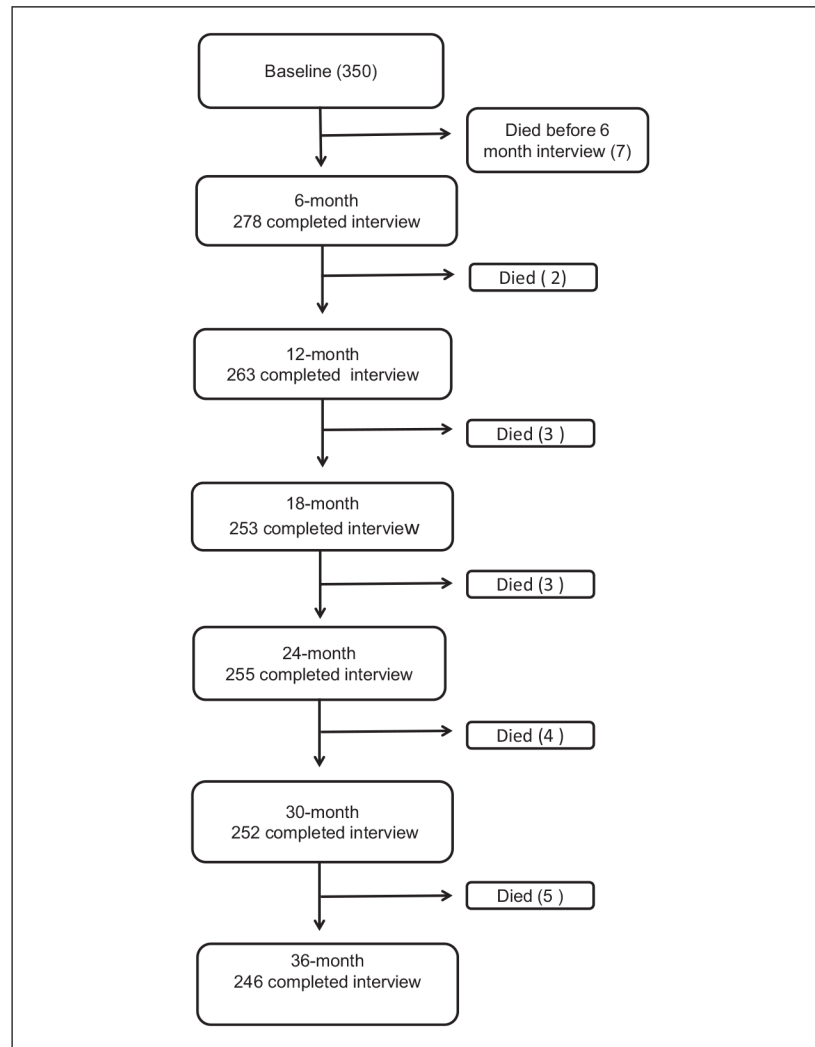 Baseline (350)
Died before 6
month interview (7)
6-month
278 completed interview
Died ( 2)
12-month
263 completed  interview
Died (3 )
18-month
253 completed interview
Died (3 )
24-month
255 completed interview
Died (4 )
30-month
252 completed interview
Died (5 )
36-month
246 completed interview